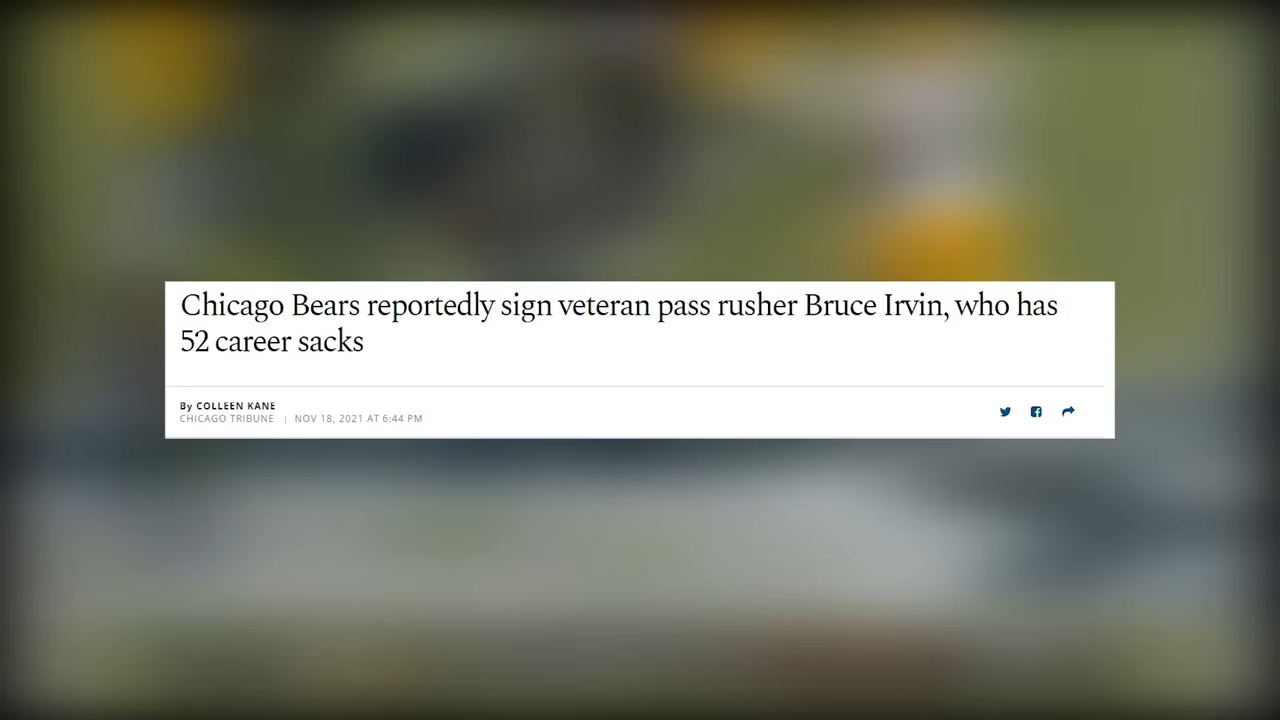 Chicago Bears reportedly sign veteran pass rusher Bruce Irvin, who has
52 career sacks
By COLLEEN KANE
CHICAGO TRIBUNE | NOV 18, 2021 AT 6:44 PM